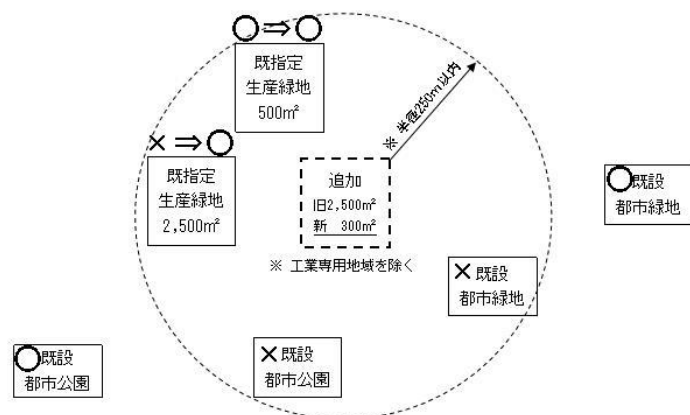 ○⇒○
既指定
生産緑地
500㎡
×⇒○
既指定
生産緑地
2,500㎡
※ 半径250m以内
追加
旧2,500㎡
新 300㎡
※ 工業専用地域を除く
○既設
都市緑地
×既設
都市緑地
○既設
都市公園
×既設
都市公園